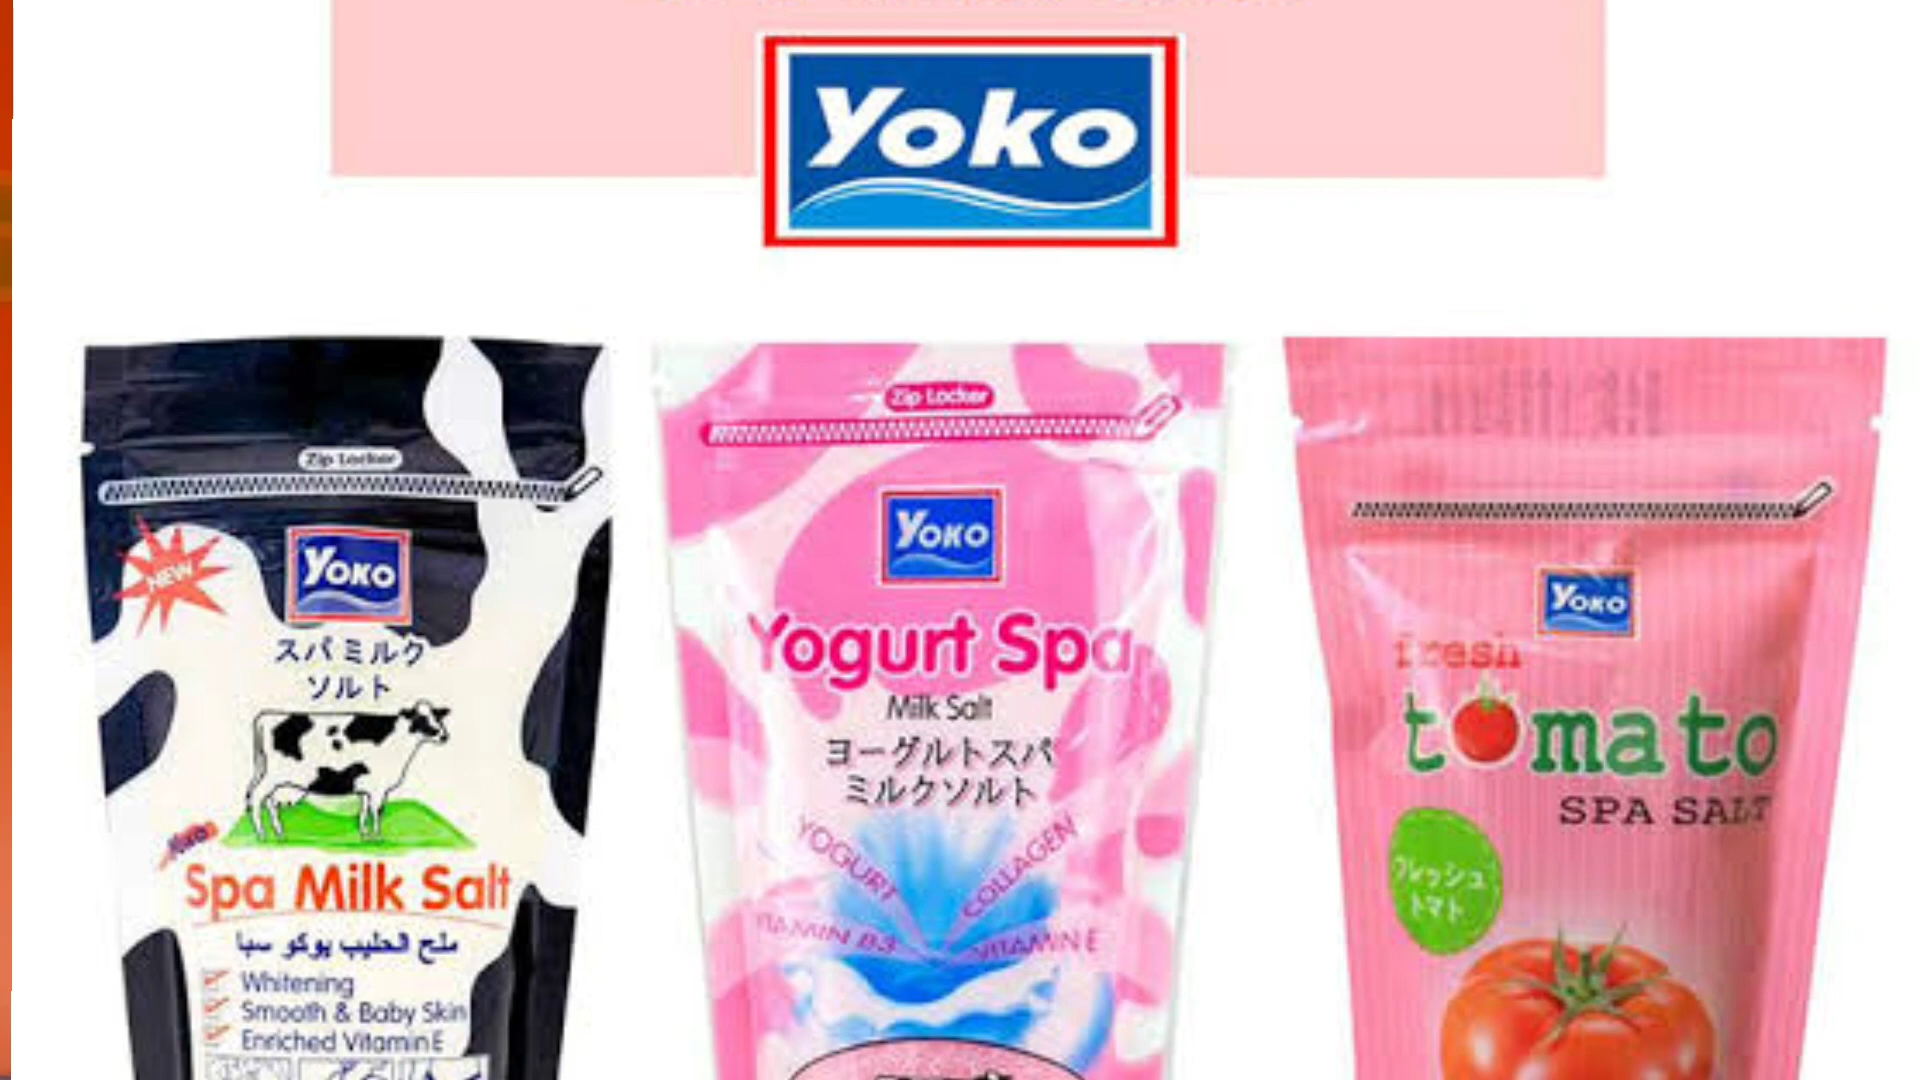 Yoko
Zip Locker
NEW
YOKO
スパ ミルク
ソルト
Spa Milk Salt
ملح الحليب يوكو سبا
Whitening
Smooth & Baby Skin
Enriched Vitamin E
Zip Locker
YOKO
Yogurt Spa
Milk Salt
ヨーグルトスパ
ミルクソルト
YOGURT
COLLAGEN
VITAMIN B3
VITAMIN E
YOKO
fresh
tomato
SPA SALT
フレッシュ
トマト